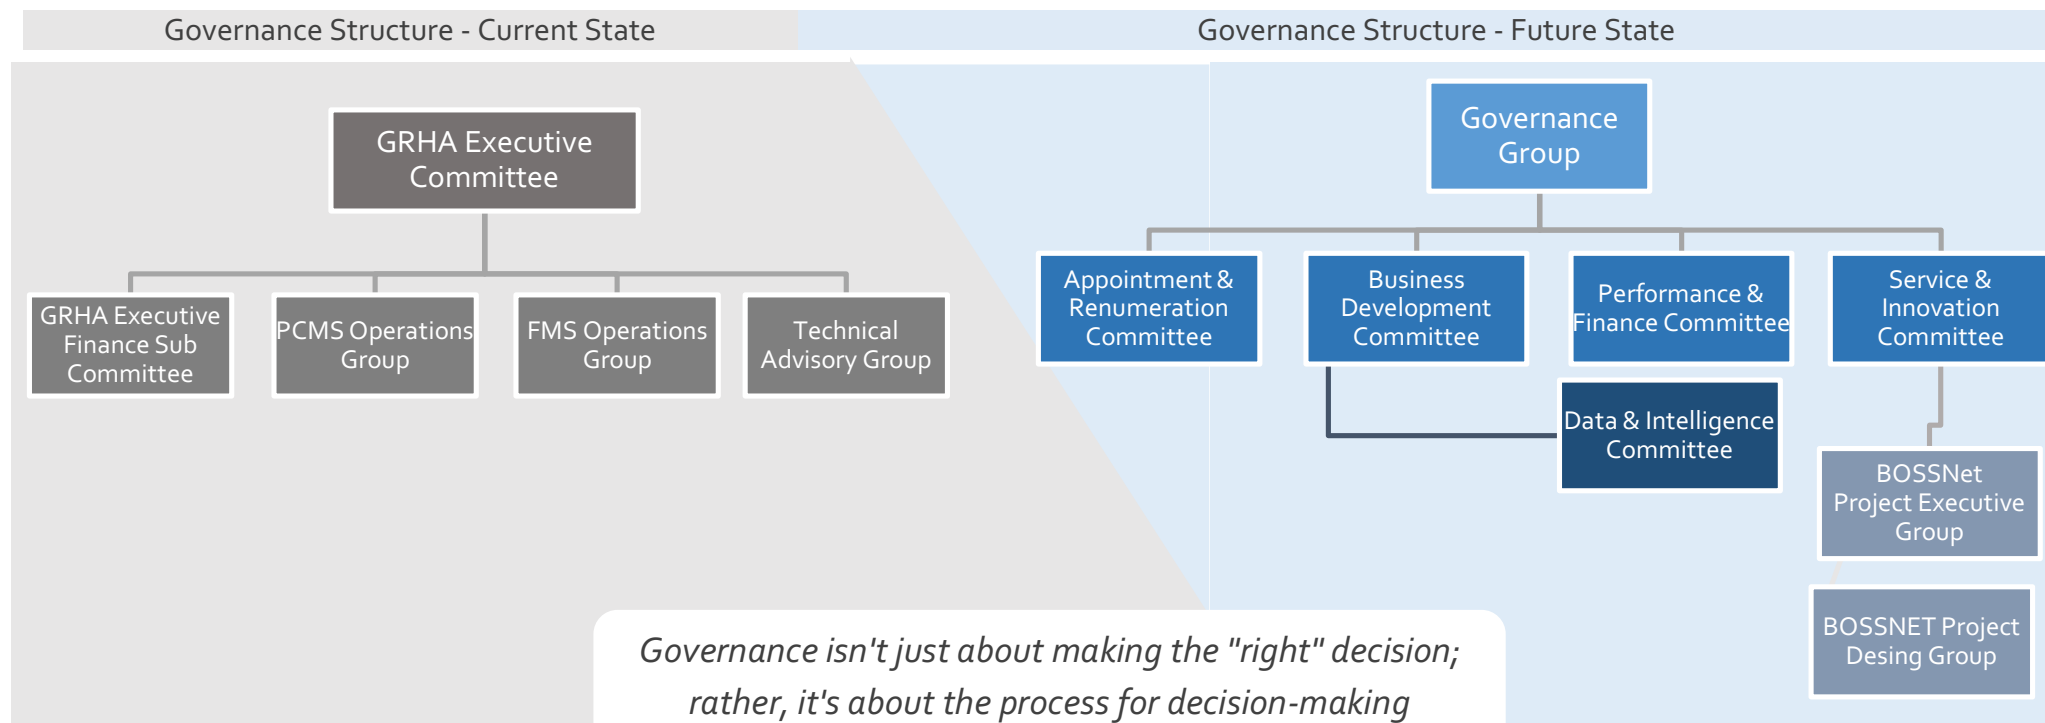 Governance Structure - Current State
Governance Structure - Future State
GRHA Executive
Committee
GRHA Executive
Finance Sub
Committee
PCMS Operations
Group
FMS Operations
Group
Technical
Advisory Group
Governance
Group
Appointment &
Renumeration
Committee
Business
Development
Committee
Performance &
Finance Committee
Service &
Innovation
Committee
Data & Intelligence
Committee
BOSSNet
Project Executive
Group
BOSSNET Project
Desing Group
Governance isn't just about making the "right" decision;
rather, it's about the process for decision-making